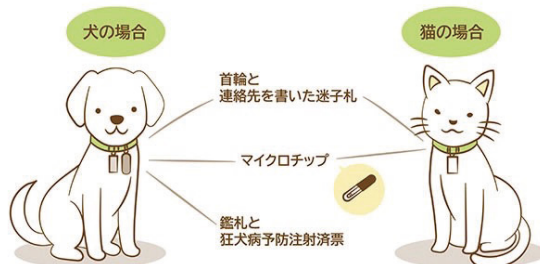 犬の場合
猫の場合
首輪と
連絡先を書いた迷子札
マイクロチップ
鑑札と
狂犬病予防注射済票